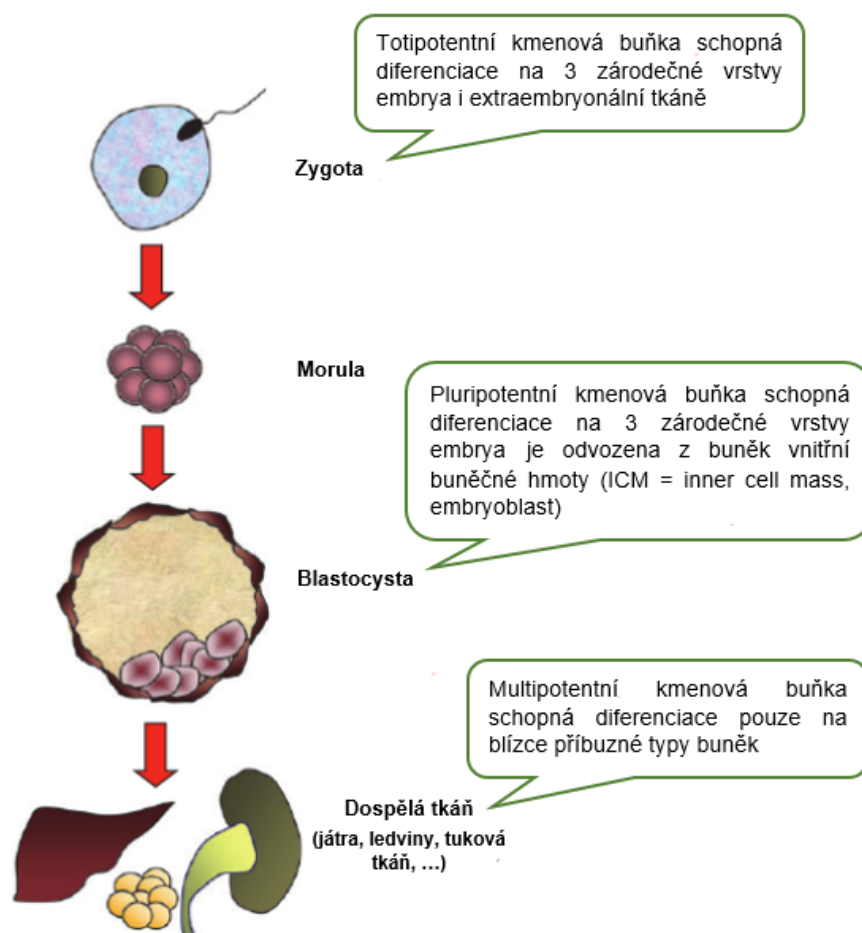 Totipotentní kmenová buňka schopná
diferenciace na 3 zárodečné vrstvy
embrya i extraembryonální tkáně
Zygota
Morula
Pluripotentní kmenová buňka schopná
diferenciace na 3 zárodečné vrstvy
embrya je odvozena z buněk vnitřní
buněčné hmoty (ICM = inner cell mass,
embryoblast)
Blastocysta
Multipotentní kmenová buňka
schopná diferenciace pouze na
blízce příbuzné typy buněk
Dospělá tkáň
(játra, ledviny, tuková
tkáň, ...)